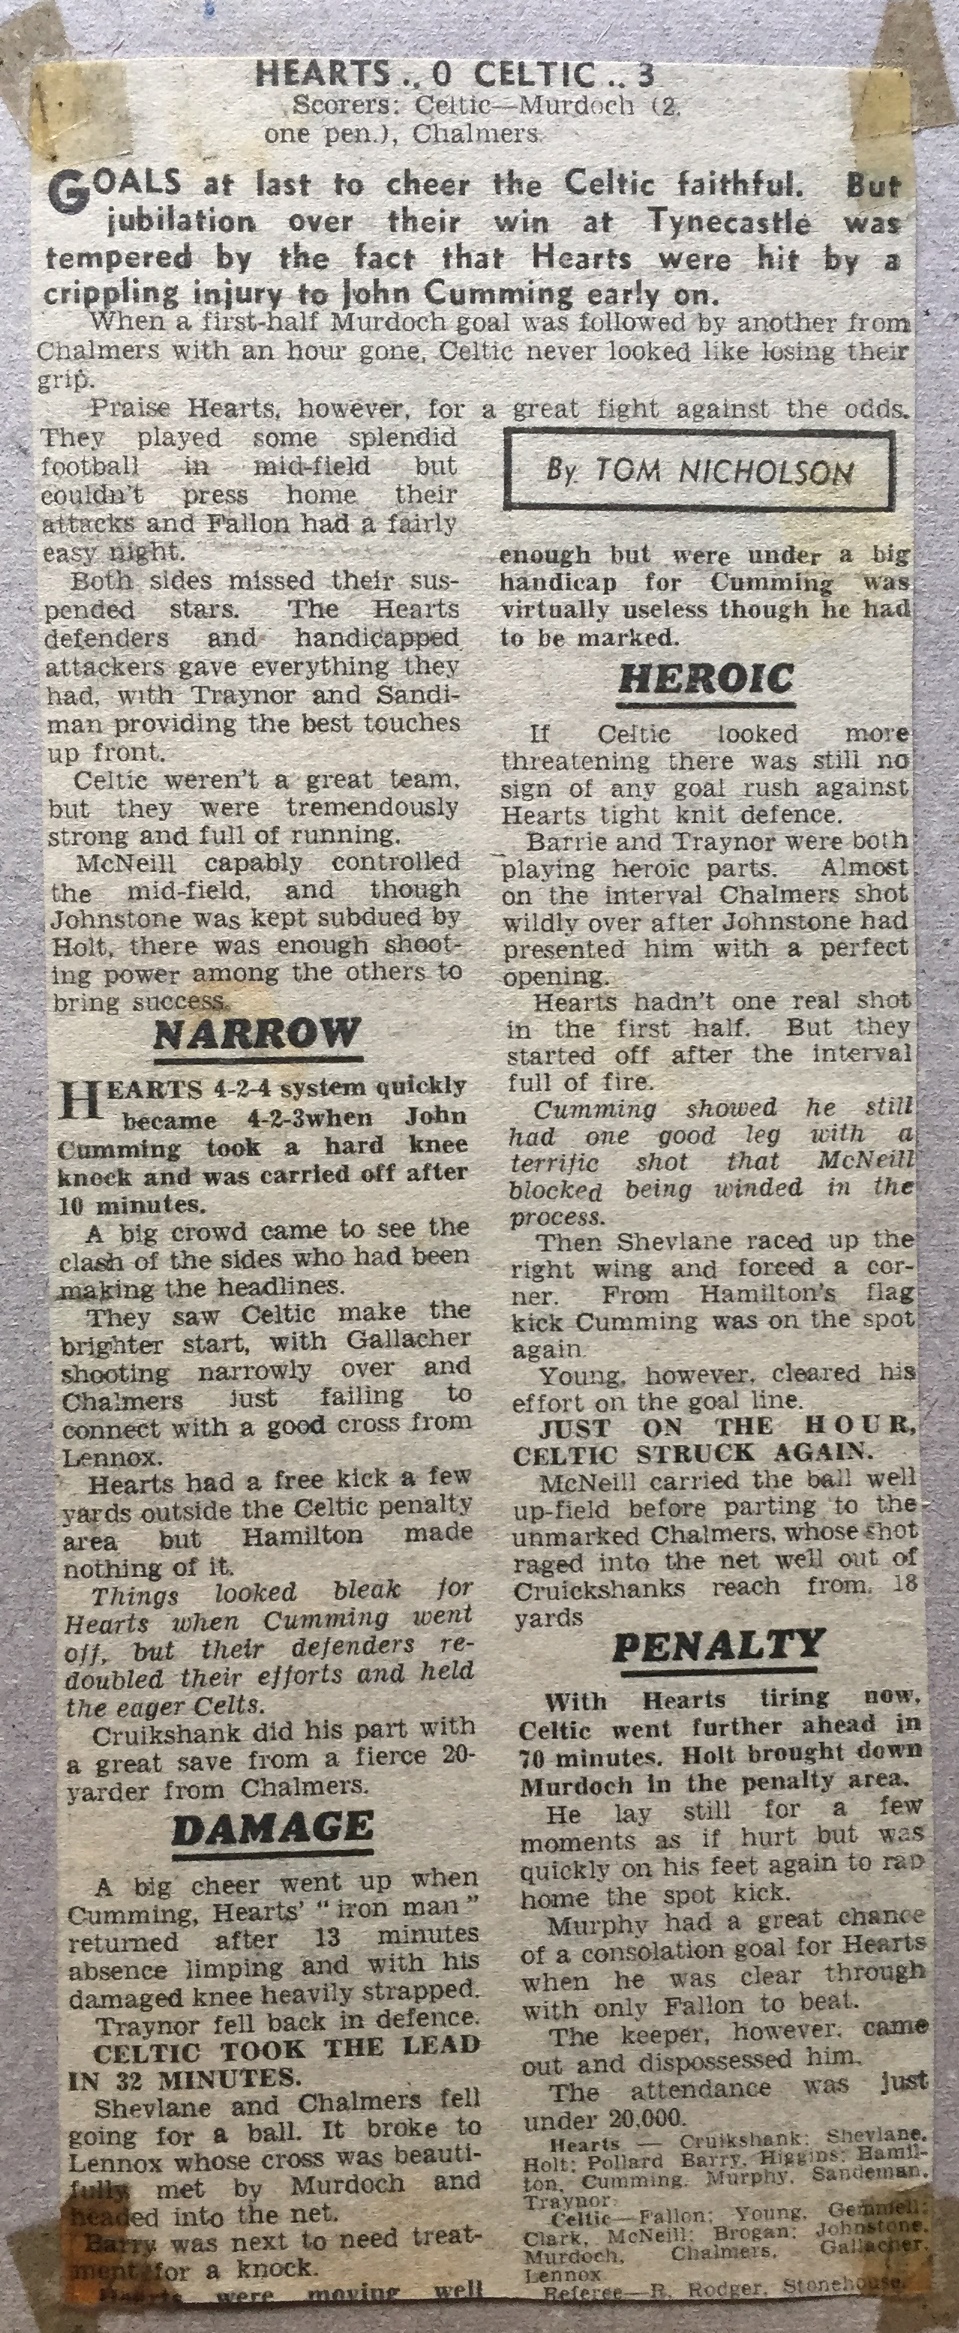 HEARTS ., 0 CELTIC .. 3
Scorers: Celtic—Murdoch (2,
one pen.), Chalmers.
GOALS at last to cheer the Celtic faithful. But
jubilation over their win at Tynecastle was
tempered by the fact that Hearts were hit by a
crippling injury to John Cumming early on.
When a first-half Murdoch goal was followed by another from
Chalmers with an hour gone, Celtic never looked like losing their
grip.
Praise Hearts, however, for a great fight against the odds.
They played some splendid
football in mid-field but
couldn't press home their
attacks and Fallon had a fairly
easy night.
Both sides missed their sus-
pended stars. The Hearts
defenders and handicapped
attackers gave everything they
had, with Traynor and Sandi-
man providing the best touches
up front.
Celtic weren't a great team,
but they were tremendously
strong and full of running.
McNeill capably controlled
the mid-field, and though
Johnstone was kept subdued by
Holt, there was enough shoot-
ing power among the others to
bring success.
NARROW
HEARTS 4-2-4 system quickly
became 4-2-3when John
Cumming took a hard knee
knock and was carried off after
10 minutes.
A big crowd came to see the
clash of the sides who had been
making the headlines.
They saw Celtic make the
brighter start, with Gallacher
shooting narrowly over and
Chalmers just failing to
connect with a good cross from
Lennox.
Hearts had a free kick a few
yards outside the Celtic penalty
area but Hamilton made
nothing of it.
Things looked bleak for
Hearts when Cumming went
off, but their defenders re-
doubled their efforts and held
the eager Celts.
Cruikshank did his part with
a great save from a fierce 20-
yarder from Chalmers.
DAMAGE
A big cheer went up when
Cumming, Hearts' "iron man"
returned after 13 minutes
absence limping and with his
damaged knee heavily strapped.
Traynor fell back in defence.
CELTIC TOOK THE LEAD
IN 32 MINUTES.
Shevlane and Chalmers fell
going for a ball. It broke to
Lennox whose cross was beauti-
fully met by Murdoch and
headed into the net.
Barry was next to need treat-
ment for a knock.
Hearts were moving well
By TOM NICHOLSON
enough but were under a big
handicap for Cumming was
virtually useless though he had
to be marked.
HEROIC
If Celtic looked more
threatening there was still no
sign of any goal rush against
Hearts tight knit defence.
Barrie and Traynor were both
playing heroic parts. Almost
on the interval Chalmers shot
wildly over after Johnstone had
presented him with a perfect
opening.
Hearts hadn't one real shot
in the first half. But they
started off after the interval
full of fire.
Cumming showed he still
had one good leg with a
terrific shot that McNeill
blocked being winded in the
process.
Then Shevlane raced up the
right wing and forced a cor-
ner. From Hamilton's flag
kick Cumming was on the spot
again.
Young, however, cleared his
effort on the goal line.
JUST ON THE HOUR,
CELTIC STRUCK AGAIN.
McNeill carried the ball well
up-field before parting to the
unmarked Chalmers, whose shot
raged into the net well out of
Cruickshanks reach from. 18
yards
PENALTY
With Hearts tiring now,
Celtic went further ahead in
70 minutes. Holt brought down
Murdoch in the penalty area.
He lay still for a few
moments as if hurt but was
quickly on his feet again to rap
home the spot kick.
Murphy had a great chance
of a consolation goal for Hearts
when he was clear through
with only Fallon to beat.
The keeper, however, came
out and dispossessed him.
The attendance was just
under 20,000.
Hearts — Cruikshank; Shevlane,
Holt; Pollard Barry, Higgins; Hamil-
ton, Cumming, Murphy, Sandeman,
Traynor.
Celtic—Fallon; Young, Gemmell;
Clark, McNeill; Brogan; Johnstone,
Murdoch, Chalmers, Gallacher,
Lennox
Referee—R. Rodger, Stonehouse.